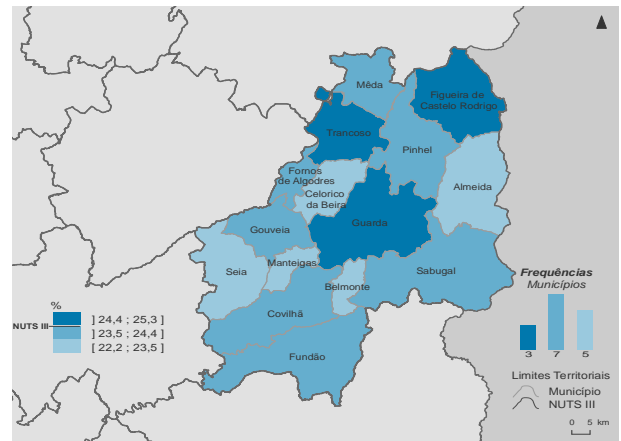 Mêda
Figueira de
Castelo Rodrigo
Trancoso
Pinhel
Fornos
de Algodres
Celorico
da Beira
Almeida
Gouveia
Guarda
Manteigas
Seia
Belmonte
Sabugal
Covilhã
Fundão
%
NUTS III
] 24,4 ; 25,3 ]
] 23,5 ; 24,4 ]
[ 22,2 ; 23,5 ]
Frequências
Municípios
3 7 5
Limites Territoriais
Município
NUTS III
0 5 km